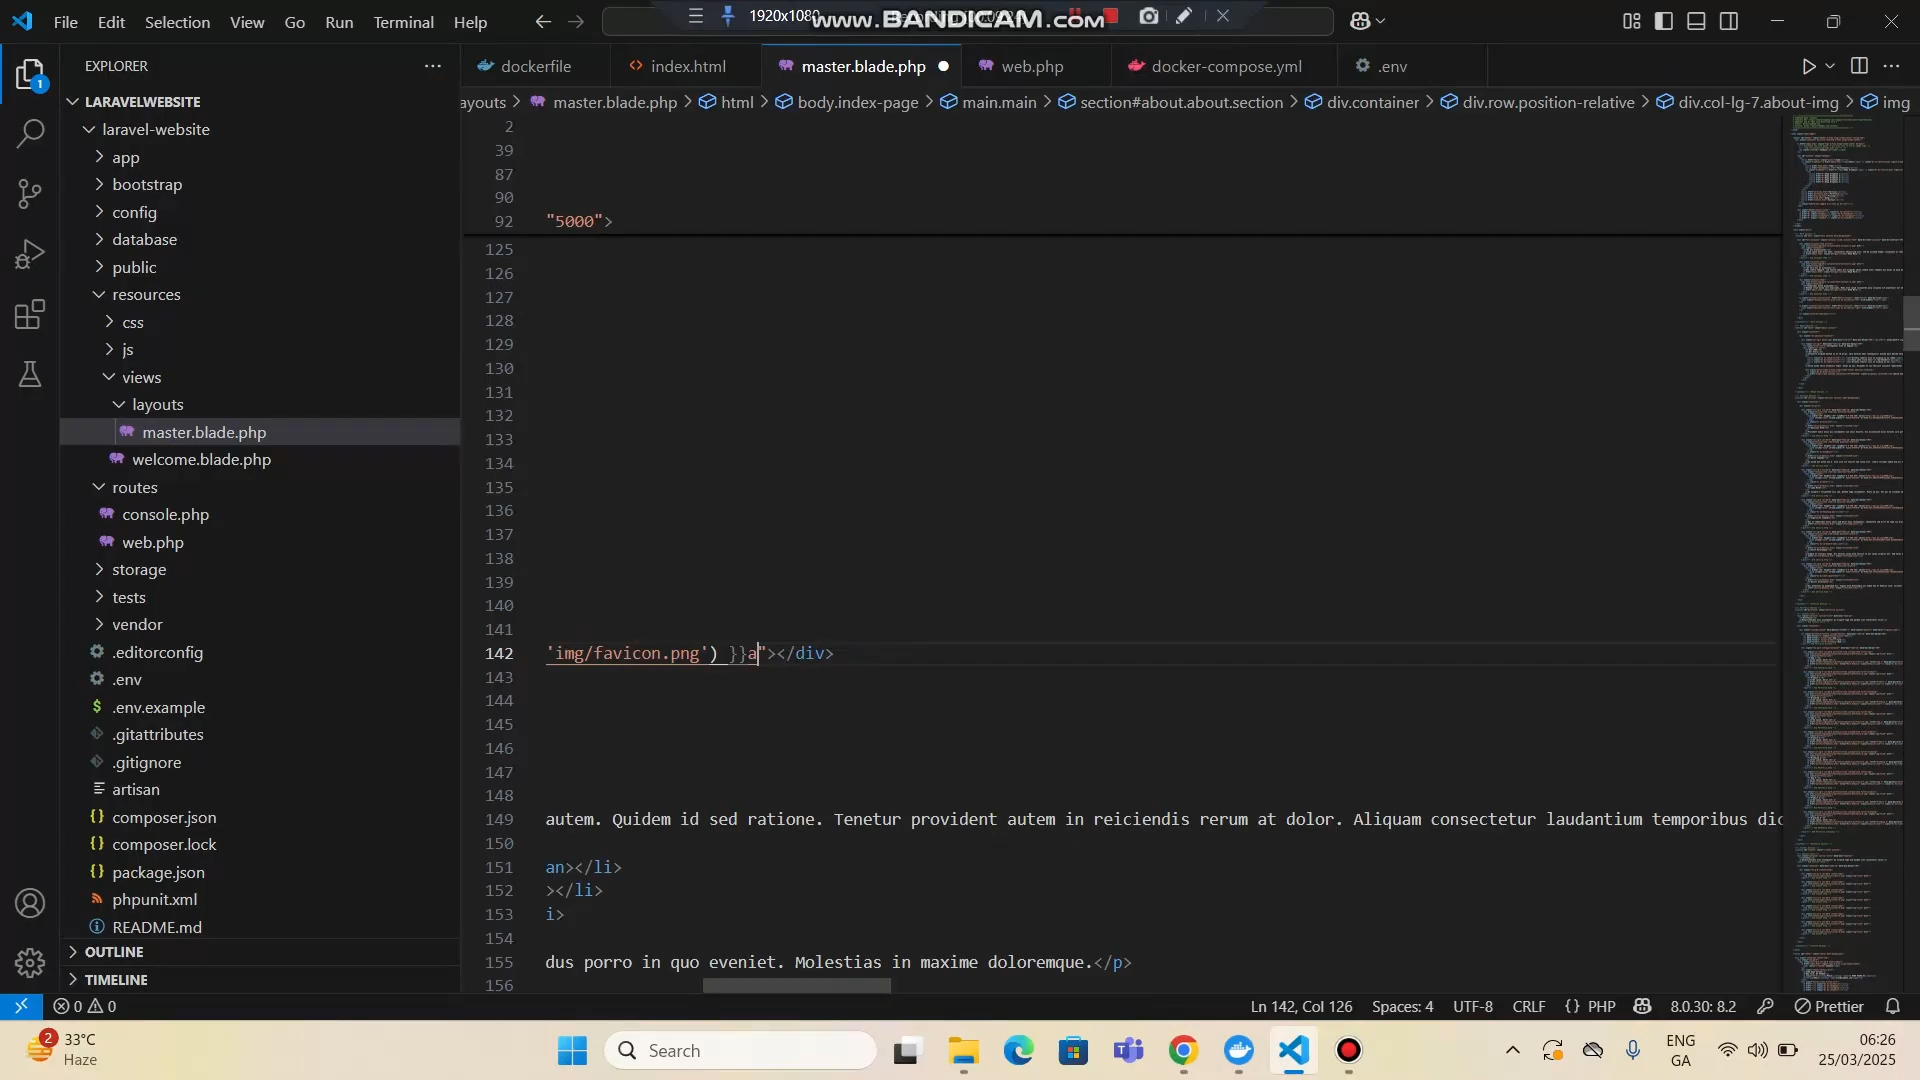 File Edit Selection View Go Run Terminal Help
1920x1080
www.BANDICAM.com
EXPLORER
dockerfile
index.html
master.blade.php
web.php
docker-compose.yml
.env
ayouts > master.blade.php > html > body.index-page > main.main > section#about.about.section > div.container > div.row.position-relative > div.col-lg-7.about-img > img
LARAVELWEBSITE
laravel-website
app
bootstrap
config
database
public
resources
css
js
views
layouts
master.blade.php
welcome.blade.php
routes
console.php
web.php
storage
tests
vendor
.editorconfig
.env
.env.example
.gitattributes
.gitignore
artisan
composer.json
composer.lock
package.json
phpunit.xml
README.md
OUTLINE
TIMELINE
2
39
87
90
92 "5000">
125
126
127
128
129
130
131
132
133
134
135
136
137
138
139
140
141
142 'img/favicon.png') }}a"></div>
143
144
145
146
147
148
149 autem. Quidem id sed ratione. Tenetur provident autem in reiciendis rerum at dolor. Aliquam consectetur laudantium temporibus dic
150
151 an></li>
152 ></li>
153 i>
154
155 dus porro in quo eveniet. Molestias in maxime doloremque.</p>
156
0 0
Ln 142, Col 126 Spaces: 4 UTF-8 CRLF {} PHP 8.0.30: 8.2 Prettier
2
33°C
Haze
Search
ENG
GA
06:26
25/03/2025